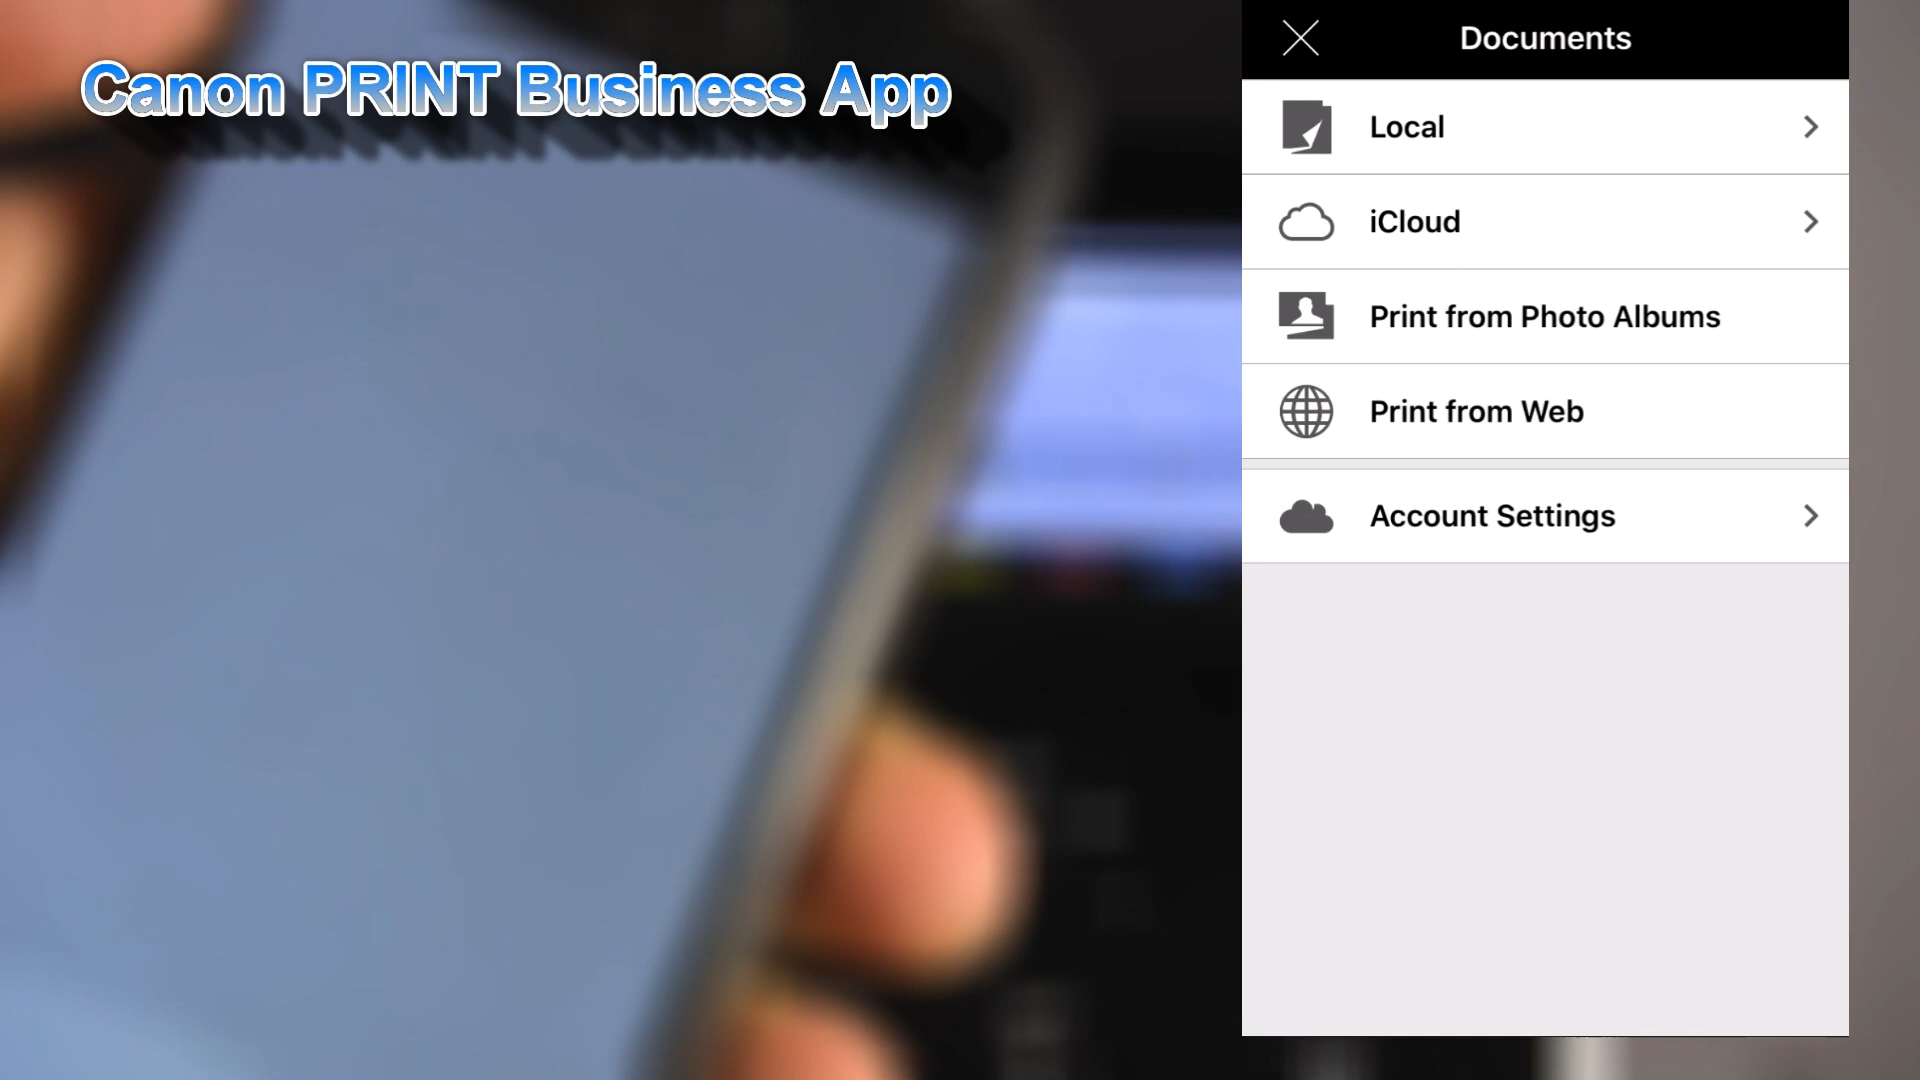 Canon PRINT Business App
Documents
Local
iCloud
Print from Photo Albums
Print from Web
Account Settings